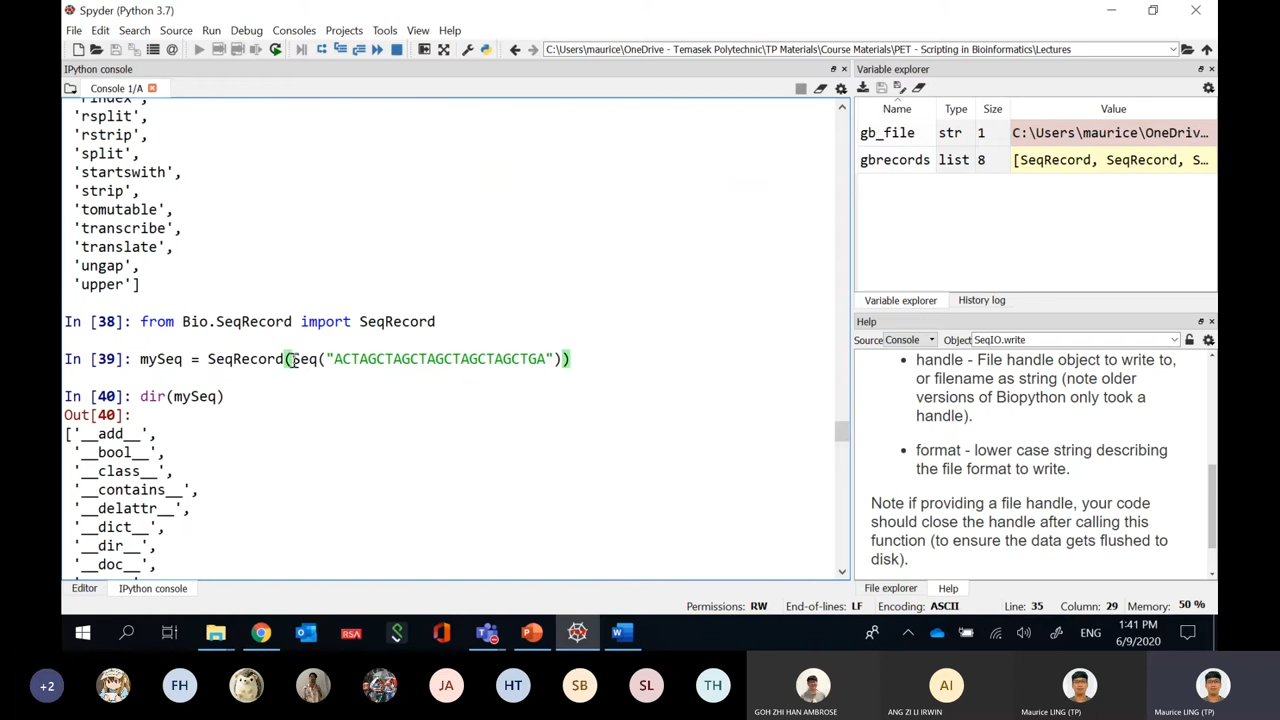 Spyder (Python 3.7)
File Edit Search Source Run Debug Consoles Projects Tools View Help
C:\Users\maurice\OneDrive - Temasek Polytechnic\TP Materials\Course Materials\PET - Scripting in Bioinformatics\Lectures
IPython console
Console 1/A
'rindex',
'rsplit',
'rstrip',
'split',
'startswith',
'strip',
'tomutable',
'transcribe',
'translate',
'ungap',
'upper']
In [38]: from Bio.SeqRecord import SeqRecord
In [39]: mySeq = SeqRecord(Seq("ACTAGCTAGCTAGCTAGCTAGCTGA"))
In [40]: dir(mySeq)
Out[40]:
['__add__',
'__bool__',
'__class__',
'__contains__',
'__delattr__',
'__dict__',
'__dir__',
'__doc__',
Editor IPython console
Variable explorer
Name Type Size Value
gb_file str 1 C:\Users\maurice\OneDriv...
gbrecords list 8 [SeqRecord, SeqRecord, S...
Variable explorer History log
Help
Source Console Object SeqIO.write
• handle - File handle object to write to,
or filename as string (note older
versions of Biopython only took a
handle).
• format - lower case string describing
the file format to write.
Note if providing a file handle, your code
should close the handle after calling this
function (to ensure the data gets flushed to
disk).
File explorer Help
Permissions: RW End-of-lines: LF Encoding: ASCII Line: 35 Column: 29 Memory: 50 %
RSA
ENG
1:41 PM
6/9/2020
+2 FH JA HT SB SL TH AI
GOH ZHI HAN AMBROSE ANG ZI LI IRWIN Maurice LING (TP) Maurice LING (TP)